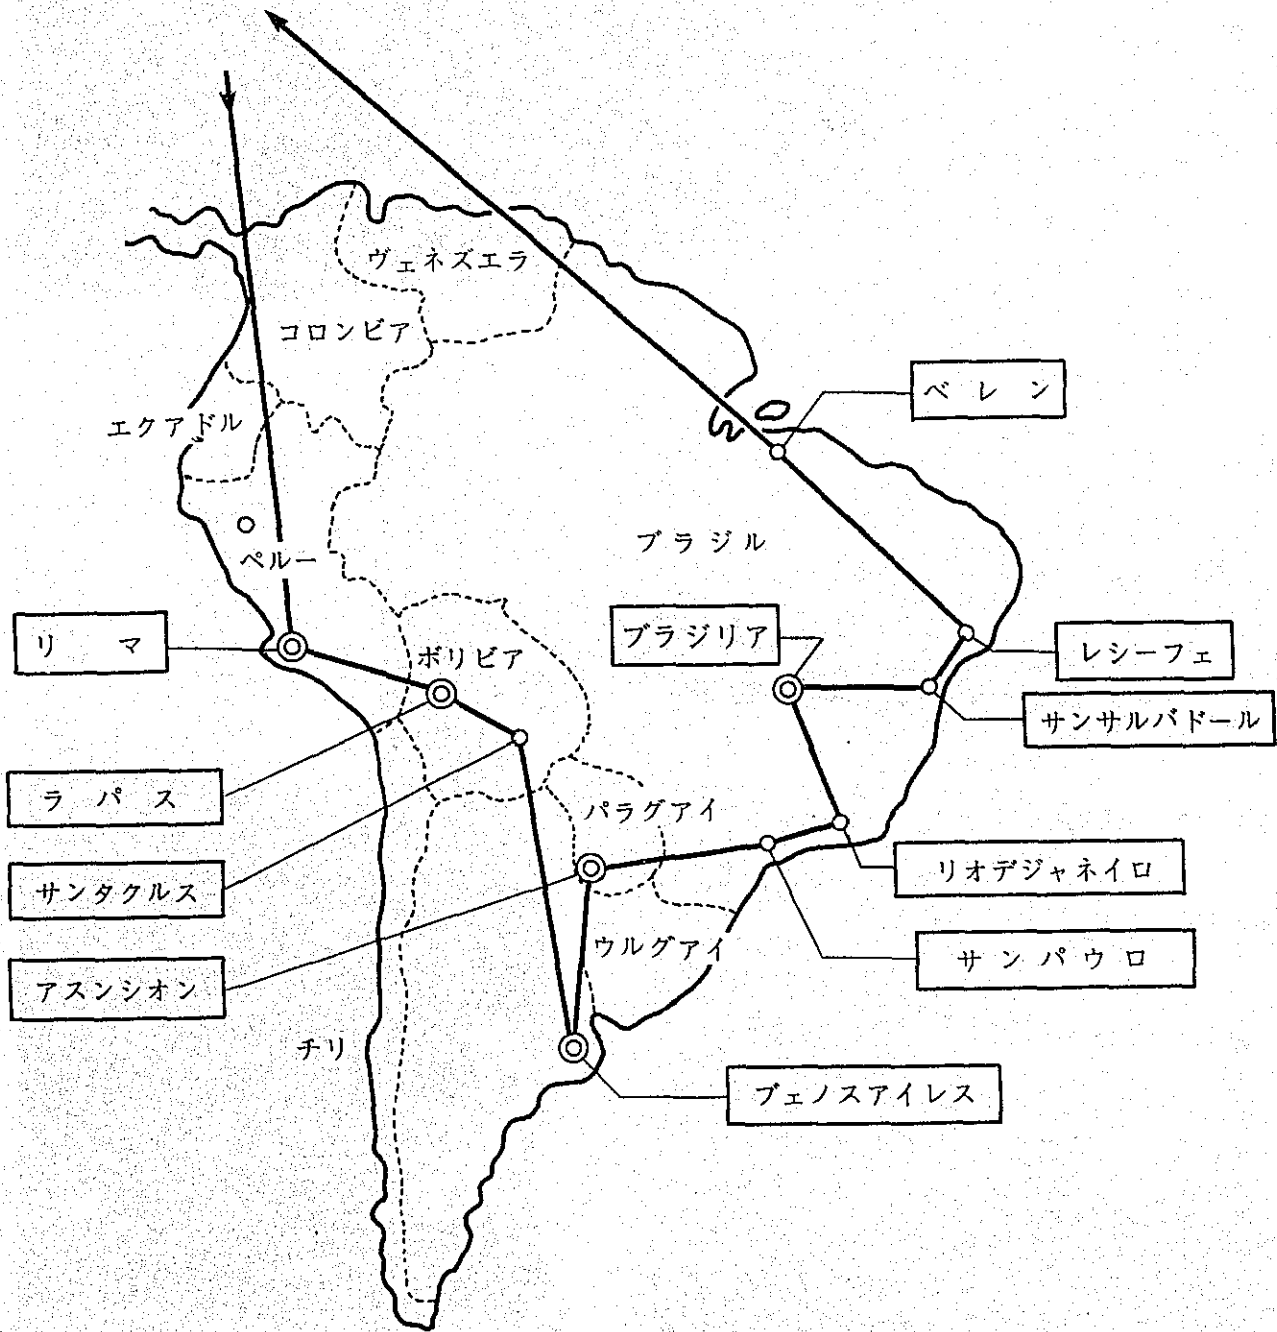 ヴェネズエラ
コロンビア
ベレン
エクアドル
ブラジル
ペルー
リマ
ブラジリア
レシーフェ
ボリビア
サンサルバドール
ラパス
パラグアイ
サンタクルス
リオデジャネイロ
ウルグアイ
サンパウロ
アスンシオン
チリ
ブェノスアイレス